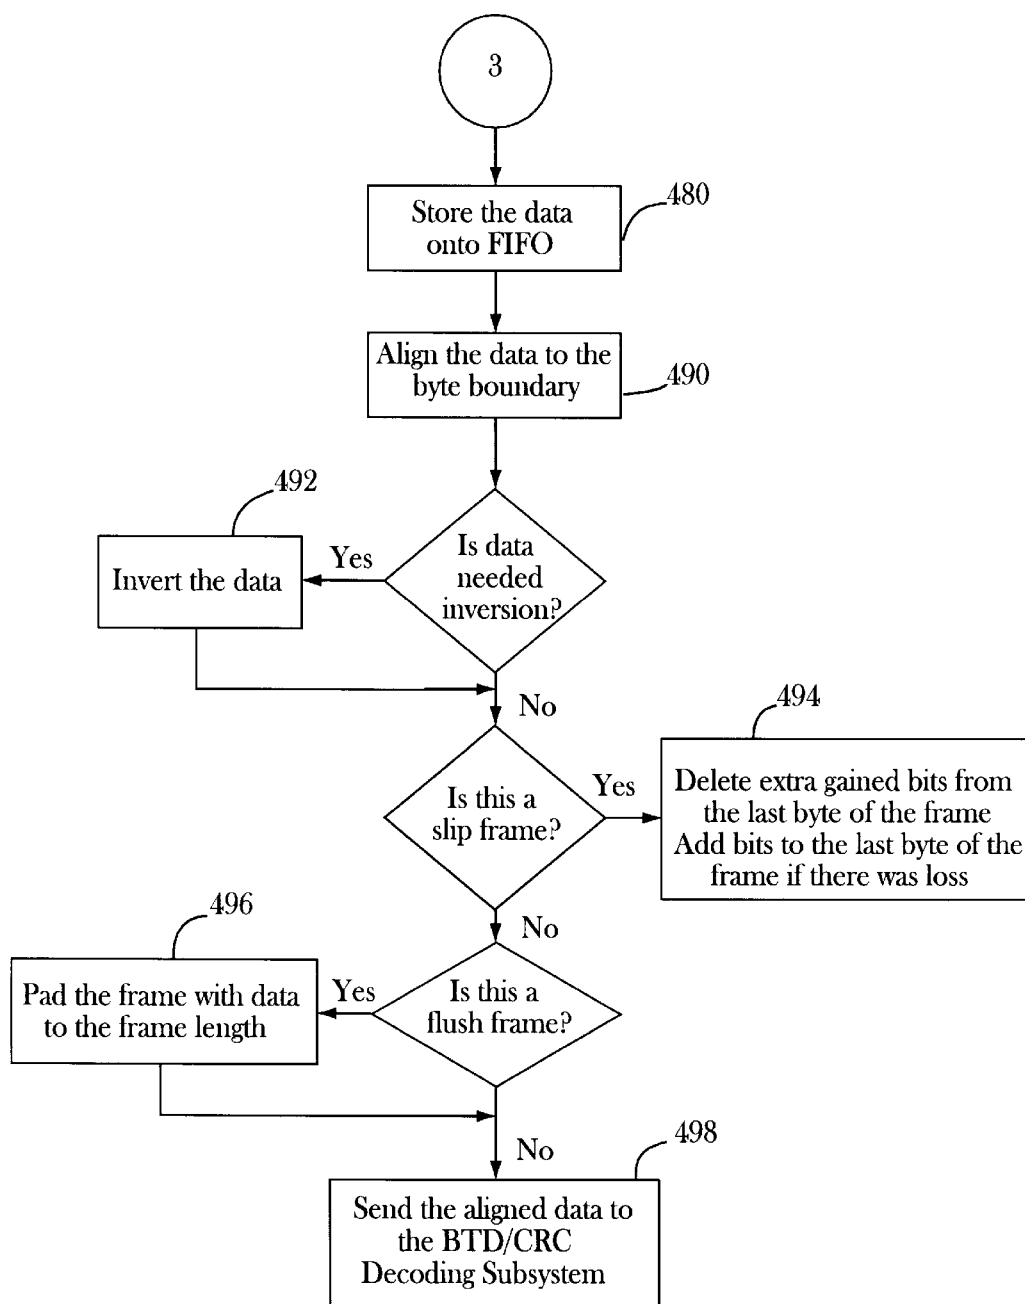 3
480
Store the data
onto FIFO
Align the data to the
byte boundary
490
492
Yes
Invert the data
Is data
needed
inversion?
No
494
Yes
Is this a
slip frame?
Delete extra gained bits from
the last byte of the frame
Add bits to the last byte of the
frame if there was loss
496
No
Pad the frame with data
to the frame length
Yes
Is this a
flush frame?
498
No
Send the aligned data to
the BTD/CRC
Decoding Subsystem